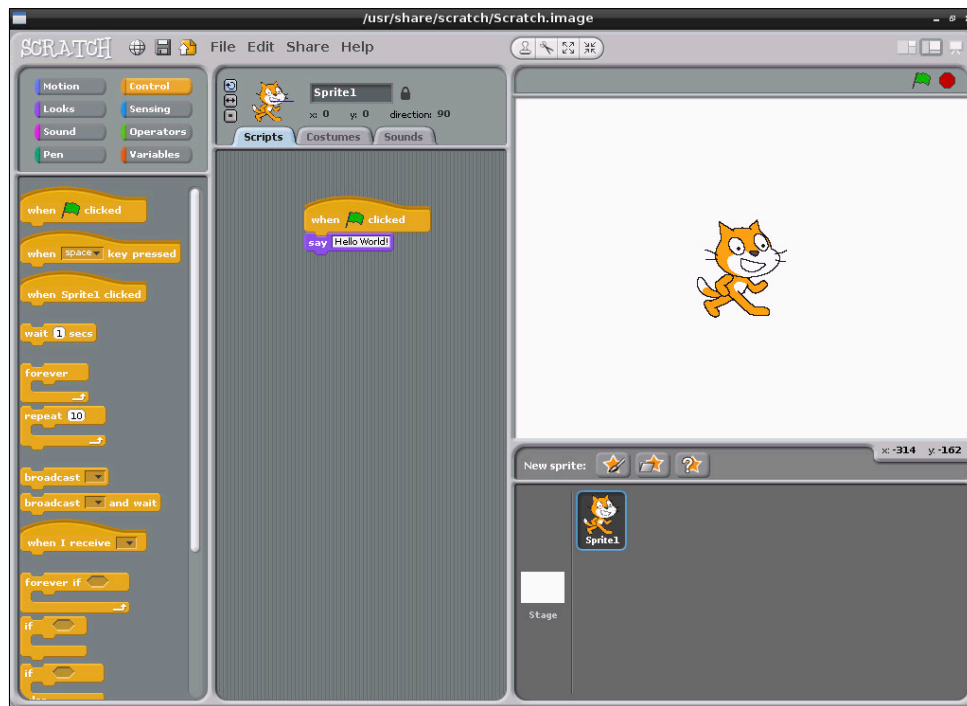 /usr/share/scratch/Scratch.image
SCRATCH File Edit Share Help
Motion Control
Looks Sensing
Sound Operators
Pen Variables
when clicked
when space key pressed
when Sprite1 clicked
wait 1 secs
forever
repeat 10
broadcast
broadcast and wait
when I receive
forever if
if
if
else
Sprite1
x: 0 y: 0 direction: 90
Scripts Costumes Sounds
when clicked
say Hello World!
x: -314 y: -162
New sprite:
Sprite1
Stage